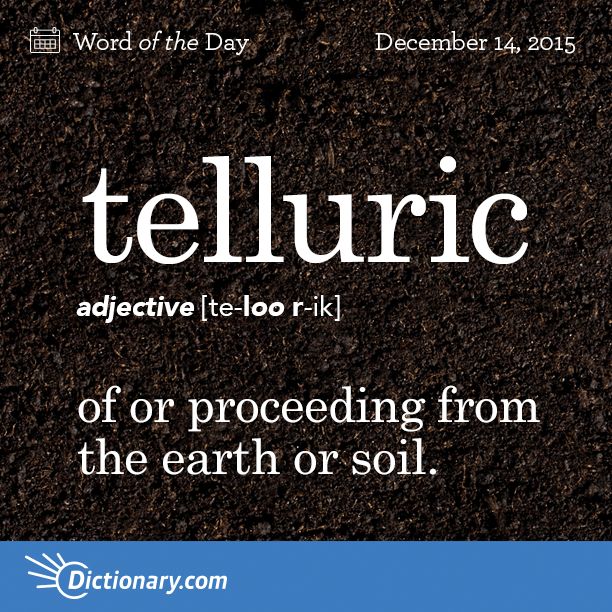 Word of the Day
December 14, 2015
telluric
adjective [te-loo r-ik]
of or proceeding from
the earth or soil.
Dictionary.com